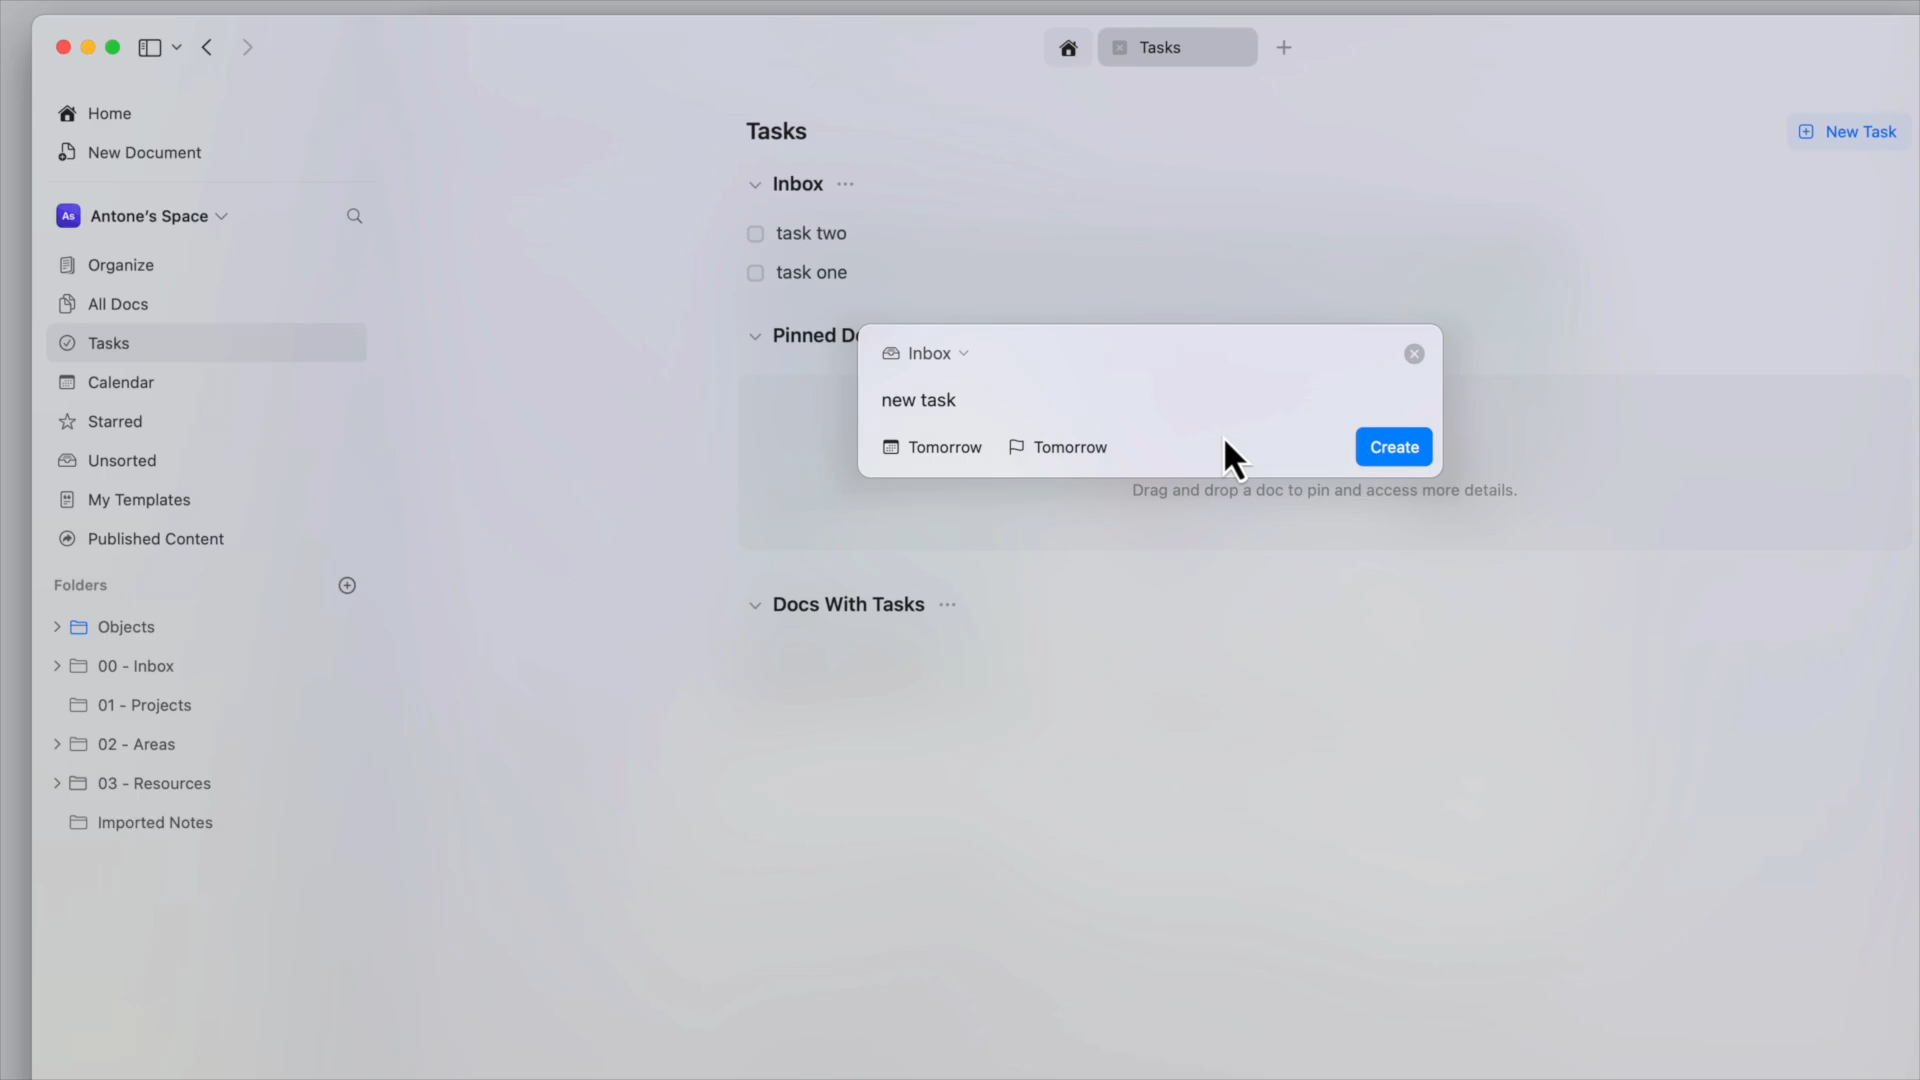 Tasks
Home
New Document
As Antone's Space
Organize
All Docs
Tasks
Calendar
Starred
Unsorted
My Templates
Published Content
Folders
Objects
00 - Inbox
01 - Projects
02 - Areas
03 - Resources
Imported Notes
Tasks
New Task
Inbox
task two
task one
Pinned
Inbox
new task
Tomorrow Tomorrow
Create
Drag and drop a doc to pin and access more details.
Docs With Tasks